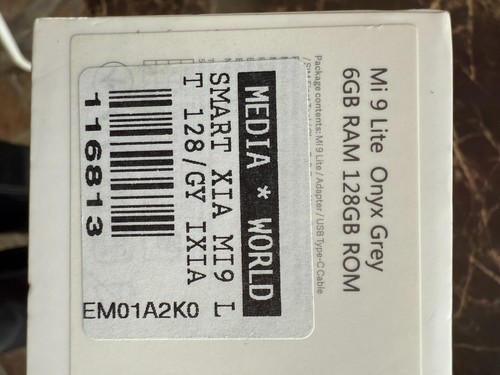 Mi 9 Lite Onyx Grey
6GB RAM 128GB ROM
Package contents: Mi 9 Lite / Adapter / USB Type-C Cable
MEDIA * WORLD
SMART XIA MI9 L
T 128/GY IXIA
116813
EM01A2K0